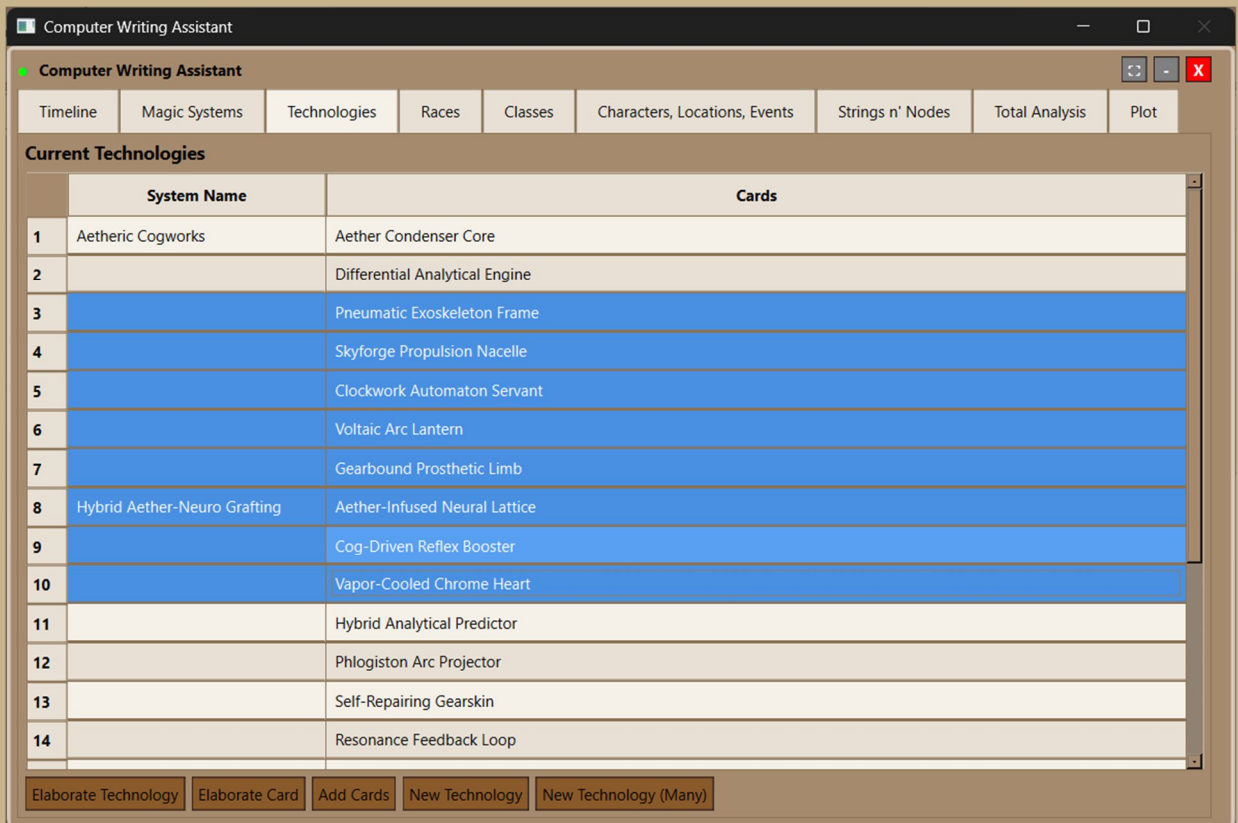 Computer Writing Assistant
Computer Writing Assistant
- X
Timeline Magic Systems Technologies Races Classes Characters, Locations, Events Strings n' Nodes Total Analysis Plot
Current Technologies
System Name Cards
1 Aetheric Cogworks Aether Condenser Core
2 Differential Analytical Engine
3 Pneumatic Exoskeleton Frame
4 Skyforge Propulsion Nacelle
5 Clockwork Automaton Servant
6 Voltaic Arc Lantern
7 Gearbound Prosthetic Limb
8 Hybrid Aether-Neuro Grafting Aether-Infused Neural Lattice
9 Cog-Driven Reflex Booster
10 Vapor-Cooled Chrome Heart
11 Hybrid Analytical Predictor
12 Phlogiston Arc Projector
13 Self-Repairing Gearskin
14 Resonance Feedback Loop
Elaborate Technology Elaborate Card Add Cards New Technology New Technology (Many)